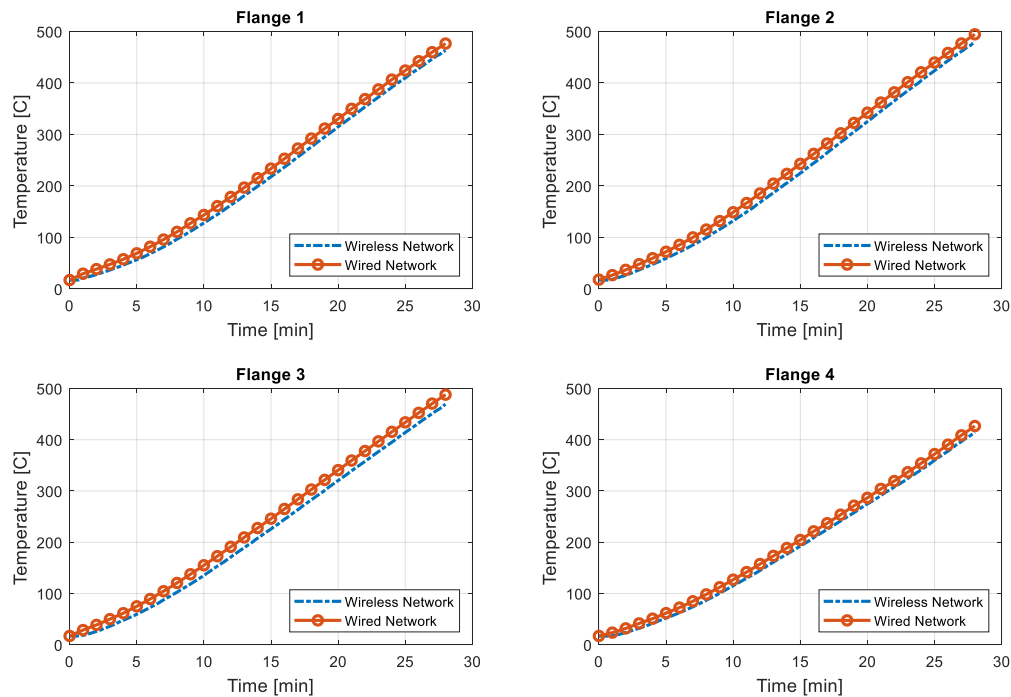 Flange 1
Temperature [C]
500
400
300
200
100
0
0 5 10 15 20 25 30
Time [min]
Wireless Network
Wired Network
Flange 2
Temperature [C]
500
400
300
200
100
0
0 5 10 15 20 25 30
Time [min]
Wireless Network
Wired Network
Flange 3
Temperature [C]
500
400
300
200
100
0
0 5 10 15 20 25 30
Time [min]
Wireless Network
Wired Network
Flange 4
Temperature [C]
500
400
300
200
100
0
0 5 10 15 20 25 30
Time [min]
Wireless Network
Wired Network